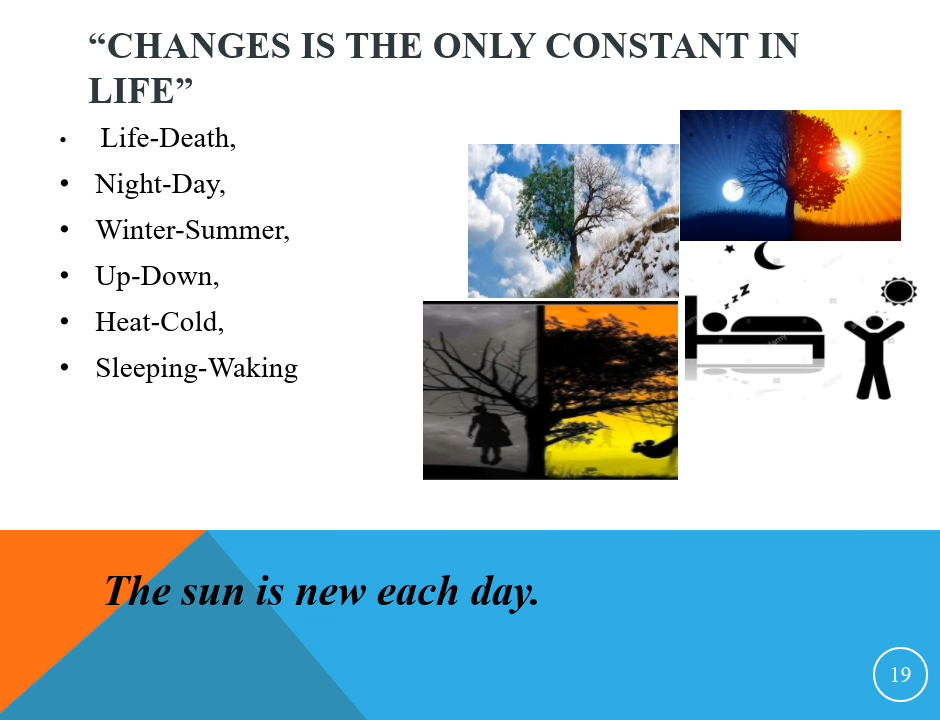 “CHANGES IS THE ONLY CONSTANT IN
LIFE”
• Life-Death,
• Night-Day,
• Winter-Summer,
• Up-Down,
• Heat-Cold,
• Sleeping-Waking
z z z
The sun is new each day.
19